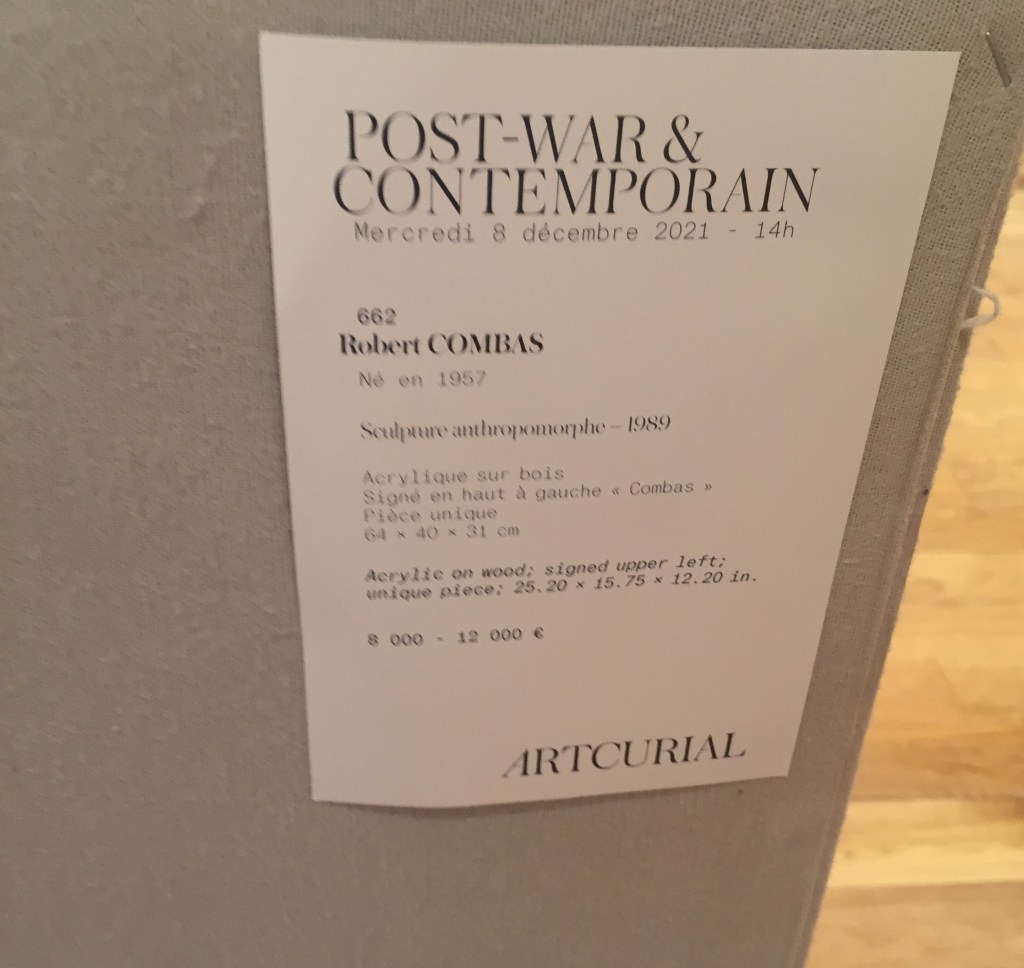 POST-WAR &
CONTEMPORAIN
Mercredi 8 décembre 2021 - 14h
662
Robert COMBAS
Né en 1957
Sculpture anthropomorphe – 1989
Acrylique sur bois
Signé en haut à gauche « Combas »
Pièce unique
64 × 40 × 31 cm
Acrylic on wood; signed upper left;
unique piece; 25.20 × 15.75 × 12.20 in.
8 000 - 12 000 €
ARTCURIAL